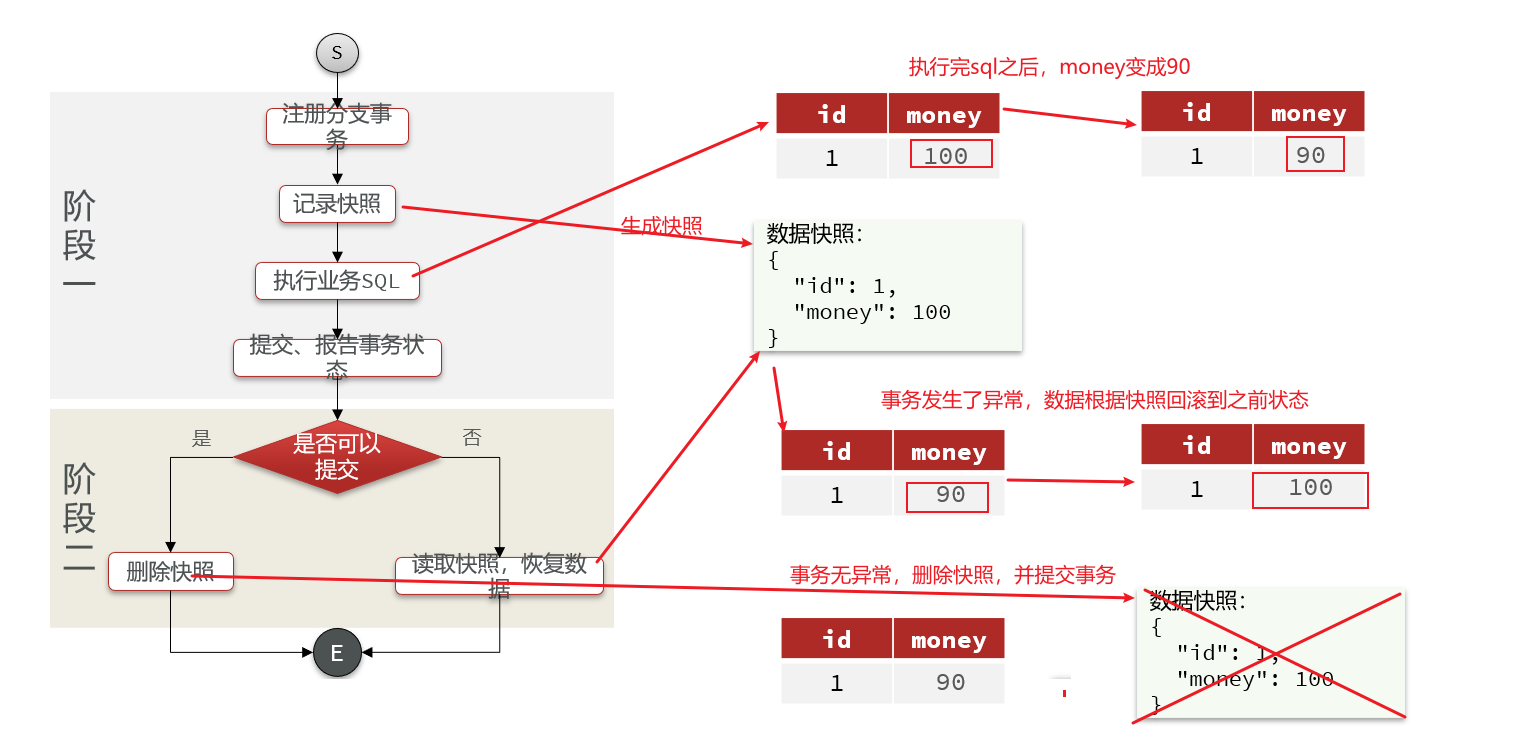 S
注册分支事
务
记录快照
执行业务SQL
提交、报告事务状
态
阶
段
一
是否可以
提交
是
否
阶
段
二
删除快照
读取快照，恢复数
据
E
执行完sql之后，money变成90
id money
1 100
id money
1 90
生成快照
数据快照：
{
"id": 1,
"money": 100
}
事务发生了异常，数据根据快照回滚到之前状态
id money
1 90
id money
1 100
事务无异常，删除快照，并提交事务
id money
1 90
数据快照：
{
"id": 1,
"money": 100
}